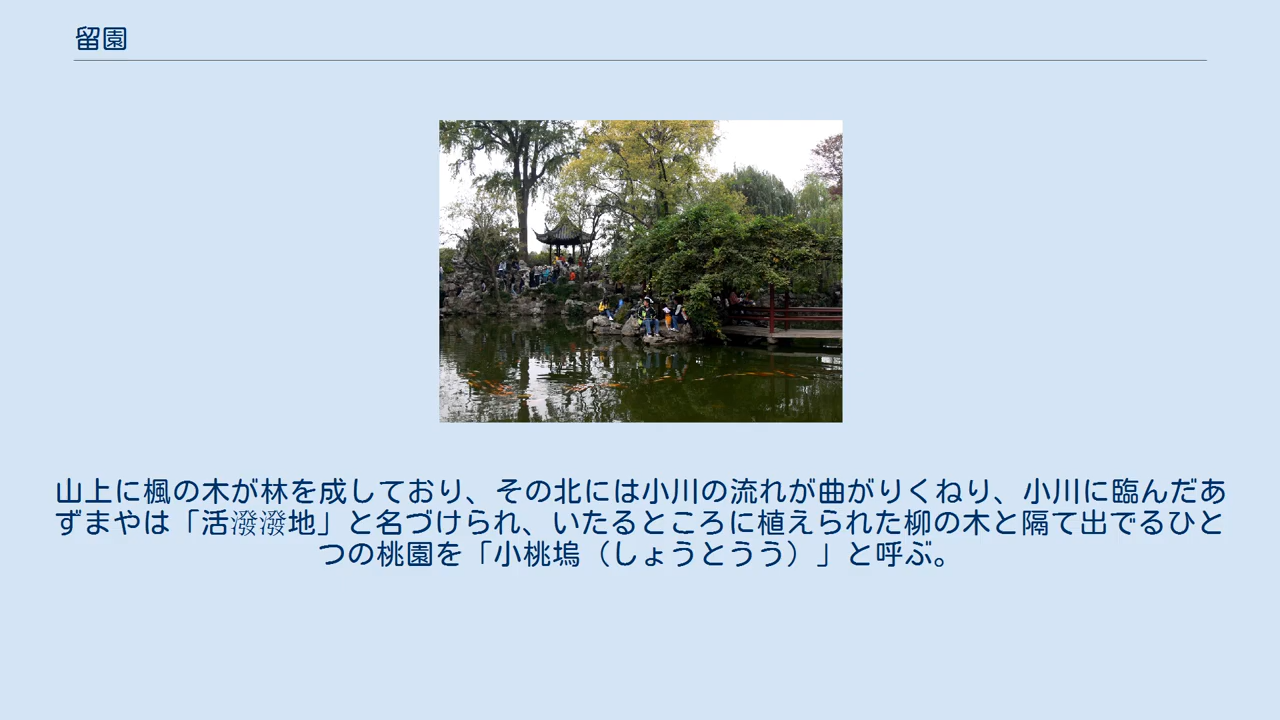 留園
山上に楓の木が林を成しており、その北には小川の流れが曲がりくねり、小川に臨んだあ
ずまやは「活潑潑地」と名づけられ、いたるところに植えられた柳の木と隔て出でるひと
つの桃園を「小桃塢（しょうとうう）」と呼ぶ。